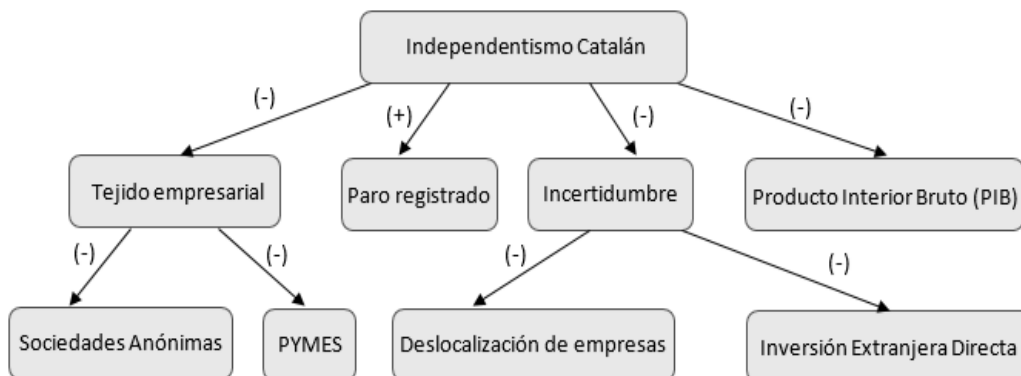 Independentismo Catalán
(-)
(+)
(-)
(-)
Tejido empresarial
Paro registrado
Incertidumbre
Producto Interior Bruto (PIB)
(-)
(-)
(-)
(-)
Sociedades Anónimas
PYMES
Deslocalización de empresas
Inversión Extranjera Directa